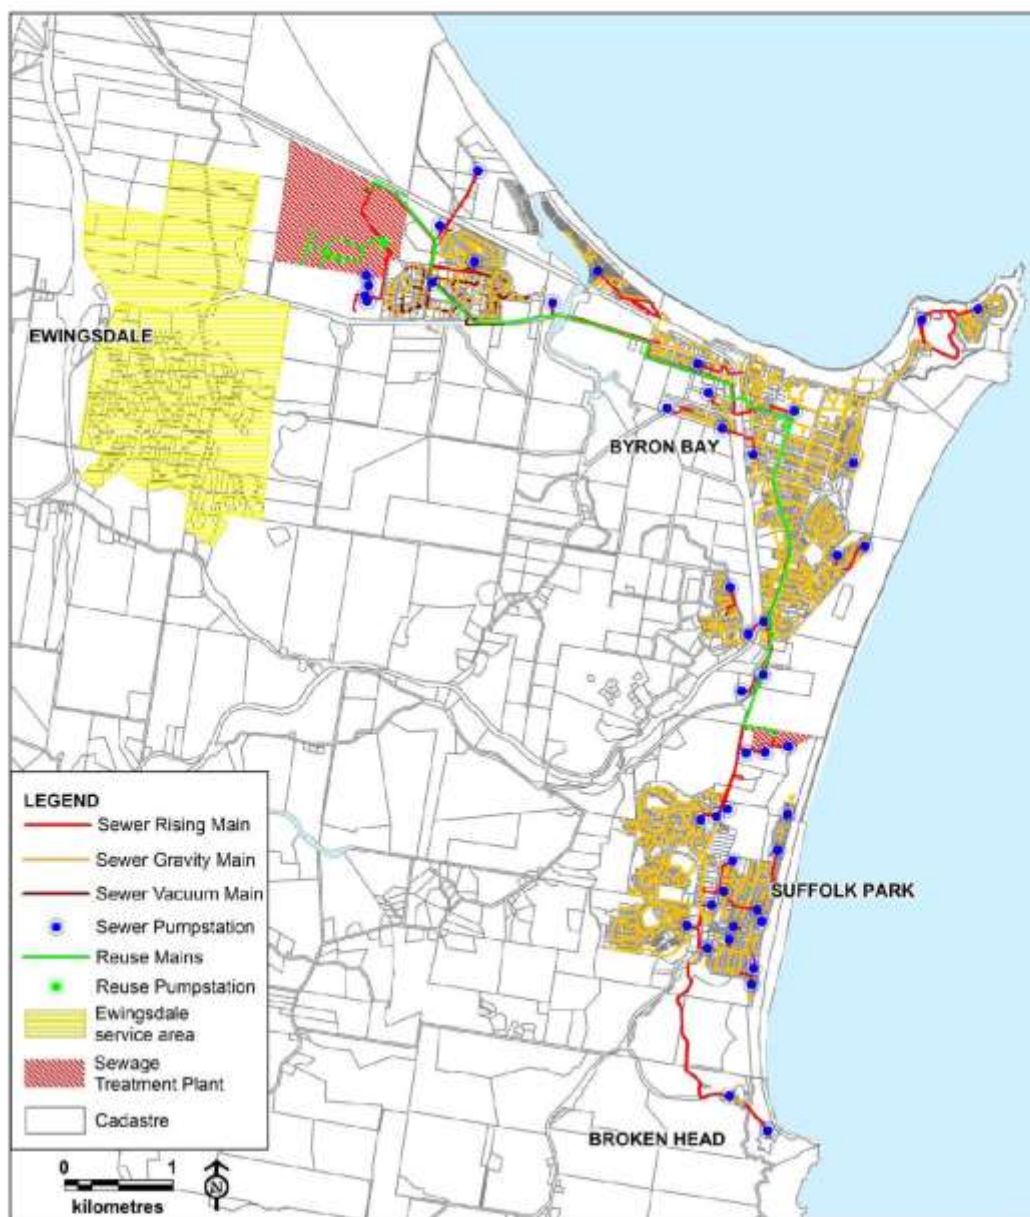 EWINGSDALE
BYRON BAY
SUFFOLK PARK
BROKEN HEAD
LEGEND
Sewer Rising Main
Sewer Gravity Main
Sewer Vacuum Main
Sewer Pumpstation
Reuse Mains
Reuse Pumpstation
Ewingsdale
service area
Sewage
Treatment Plant
Cadastre
0 1
kilometres
N